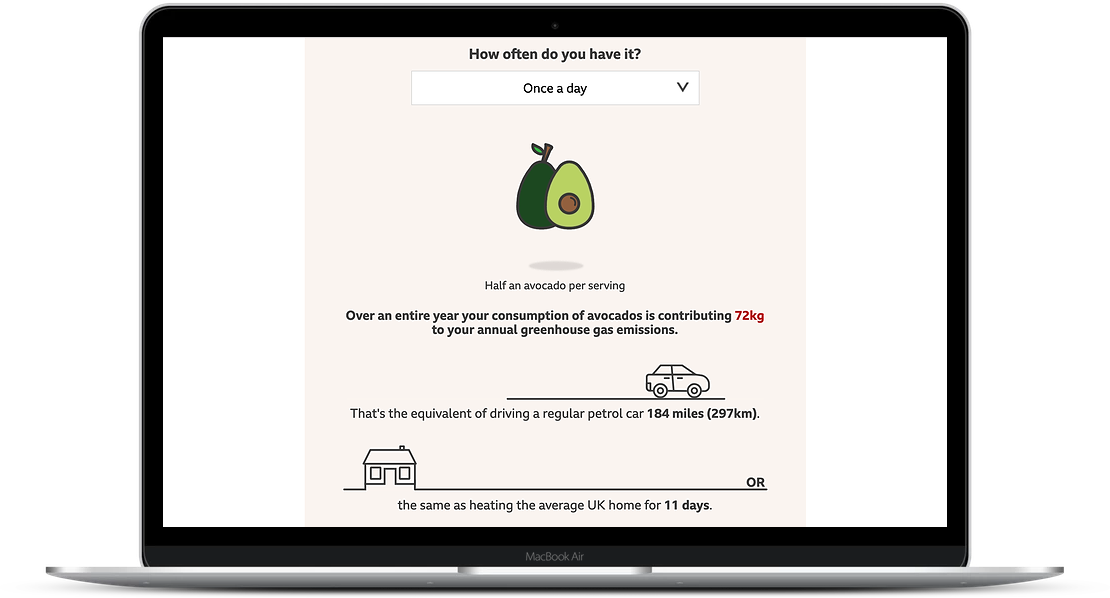 How often do you have it?
Once a day
Half an avocado per serving
Over an entire year your consumption of avocados is contributing 72kg
to your annual greenhouse gas emissions.
That's the equivalent of driving a regular petrol car 184 miles (297km).
OR
the same as heating the average UK home for 11 days.
MacBook Air